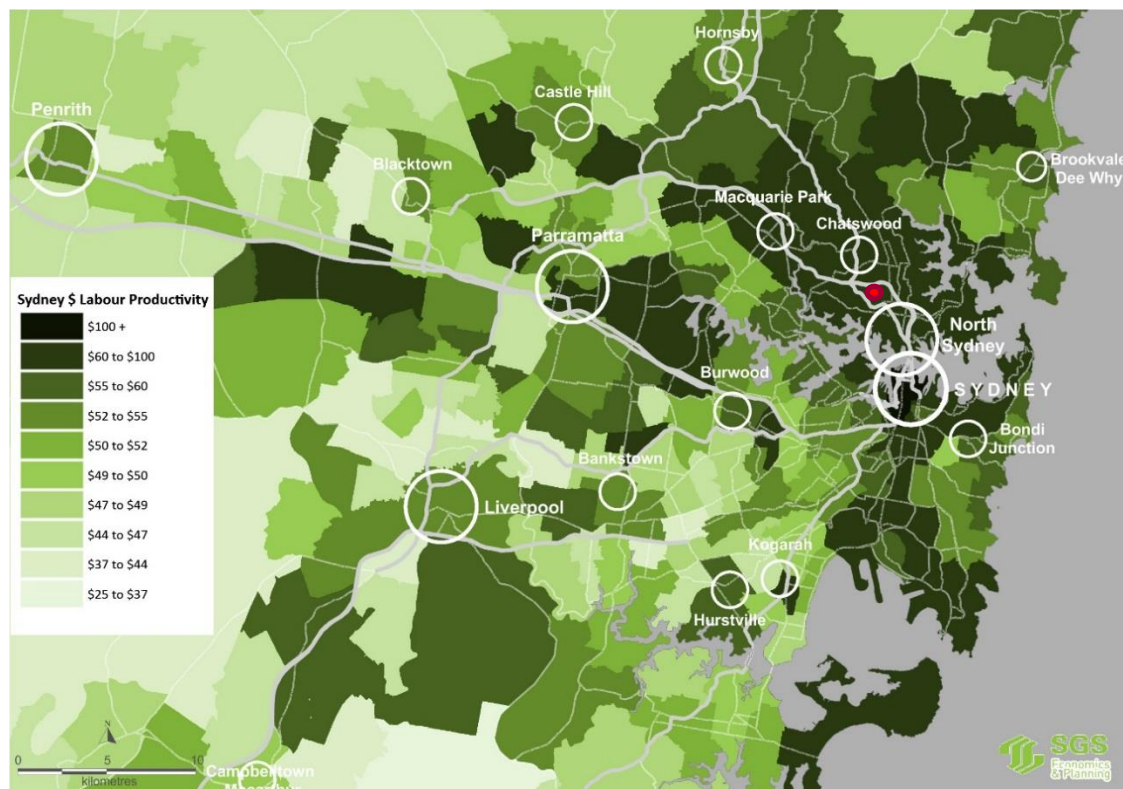 Hornsby
Castle Hill
Penrith
Blacktown
Brookvale
Dee Why
Macquarie Park
Chatswood
Parramatta
Sydney $ Labour Productivity
$100 +
$60 to $100
$55 to $60
$52 to $55
$50 to $52
$49 to $50
$47 to $49
$44 to $47
$37 to $44
$25 to $37
North
Sydney
Burwood
SYDNEY
Bondi
Junction
Bankstown
Liverpool
Kogarah
Hurstville
N
0 5 10
kilometres
Campbelltown
SGS
Economics
& Planning